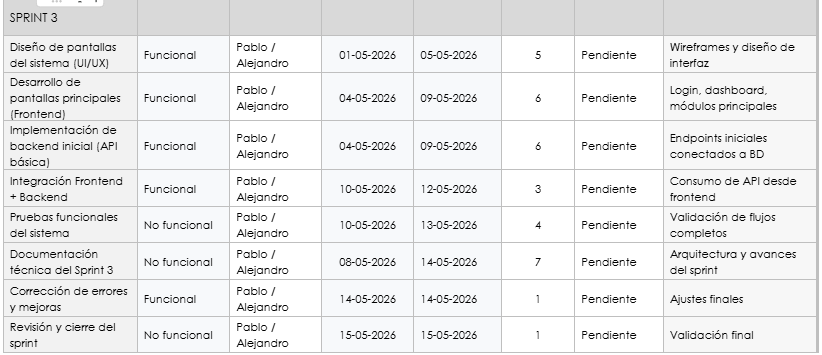 SPRINT 3
Diseño de pantallas del sistema (UI/UX) Funcional Pablo / Alejandro 01-05-2026 05-05-2026 5 Pendiente Wireframes y diseño de interfaz
Desarrollo de pantallas principales (Frontend) Funcional Pablo / Alejandro 04-05-2026 09-05-2026 6 Pendiente Login, dashboard, módulos principales
Implementación de backend inicial (API básica) Funcional Pablo / Alejandro 04-05-2026 09-05-2026 6 Pendiente Endpoints iniciales conectados a BD
Integración Frontend + Backend Funcional Pablo / Alejandro 10-05-2026 12-05-2026 3 Pendiente Consumo de API desde frontend
Pruebas funcionales del sistema No funcional Pablo / Alejandro 10-05-2026 13-05-2026 4 Pendiente Validación de flujos completos
Documentación técnica del Sprint 3 No funcional Pablo / Alejandro 08-05-2026 14-05-2026 7 Pendiente Arquitectura y avances del sprint
Corrección de errores y mejoras Funcional Pablo / Alejandro 14-05-2026 14-05-2026 1 Pendiente Ajustes finales
Revisión y cierre del sprint No funcional Pablo / Alejandro 15-05-2026 15-05-2026 1 Pendiente Validación final